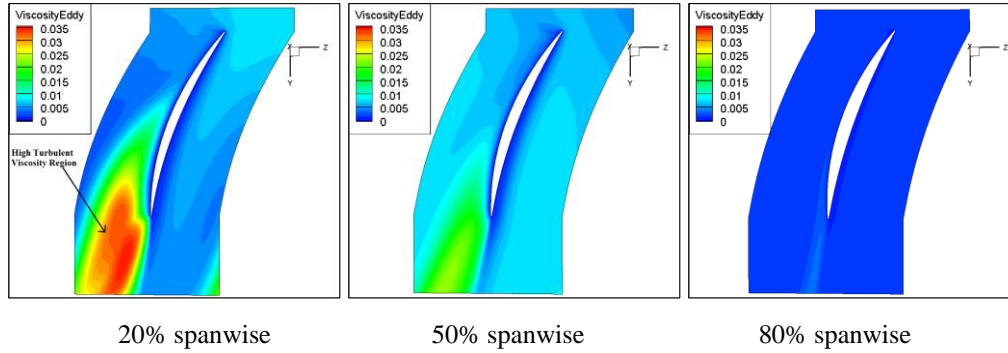 ViscosityEddy
0.035
0.03
0.025
0.02
0.015
0.01
0.005
0
X
Z
Y
High Turbulent
Viscosity Region
ViscosityEddy
0.035
0.03
0.025
0.02
0.015
0.01
0.005
0
X
Z
Y
ViscosityEddy
0.035
0.03
0.025
0.02
0.015
0.01
0.005
0
X
Z
Y
20% spanwise
50% spanwise
80% spanwise